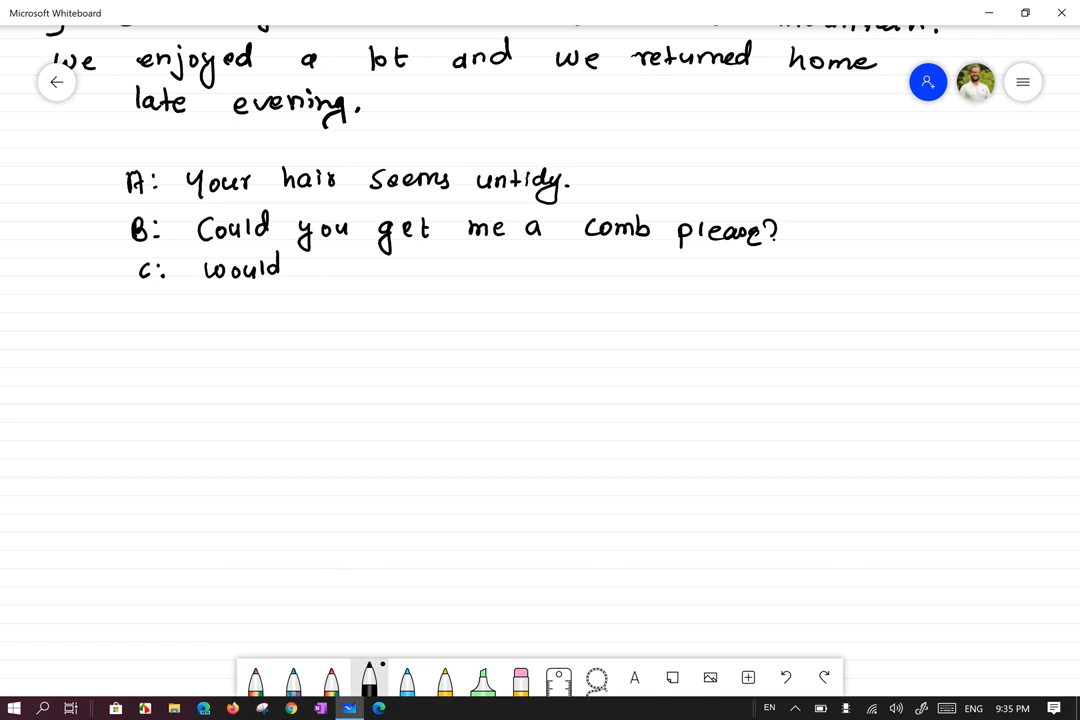 Microsoft Whiteboard
we enjoyed a lot and we returned home
late evening.
A: Your hair seems untidy.
B: Could you get me a comb please?
C: would
A
EN
ENG
9:35 PM